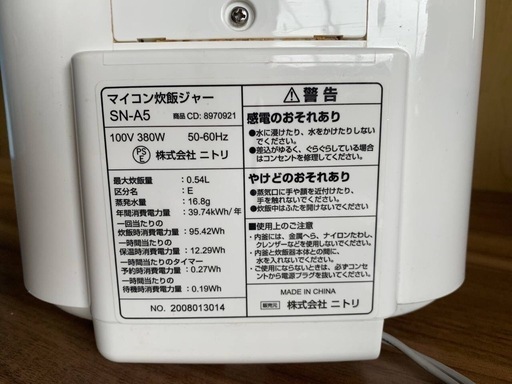 マイコン炊飯ジャー
SN-A5 商品CD: 8970921
100V 380W 50-60Hz
PS
E
株式会社 ニトリ
最大炊飯量 : 0.54L
区分名 : E
蒸発水量 : 16.8g
年間消費電力量 : 39.74kWh/年
一回当たりの
炊飯時消費電力量 : 95.42Wh
一時間当たりの
保温時消費電力量 : 12.29Wh
一時間当たりのタイマー
予約時消費電力量 : 0.27Wh
一時間当たりの
待機時消費電力量 : 0.19Wh
NO. 2008013014
⚠警告
感電のおそれあり
●水に浸けたり、水をかけたりしない
でください。
●差込がゆるく、ぐらぐらしている場合
はコンセントを修理してください。
やけどのおそれあり
●蒸気口に手や顔を近付けたり、
手を触れないでください。
●炊飯中はふたを開けないでください。
■使用上のご注意
・内釜には、金属へら、ナイロンたわし、
クレンザーなどを使用しないでください。
・内釜と炊飯器本体との間に、
水を入れないでください。
・ご使用にならないときは、必ずコンセ
ントから電源プラグを抜いてください。
MADE IN CHINA
販売元 株式会社 ニトリ